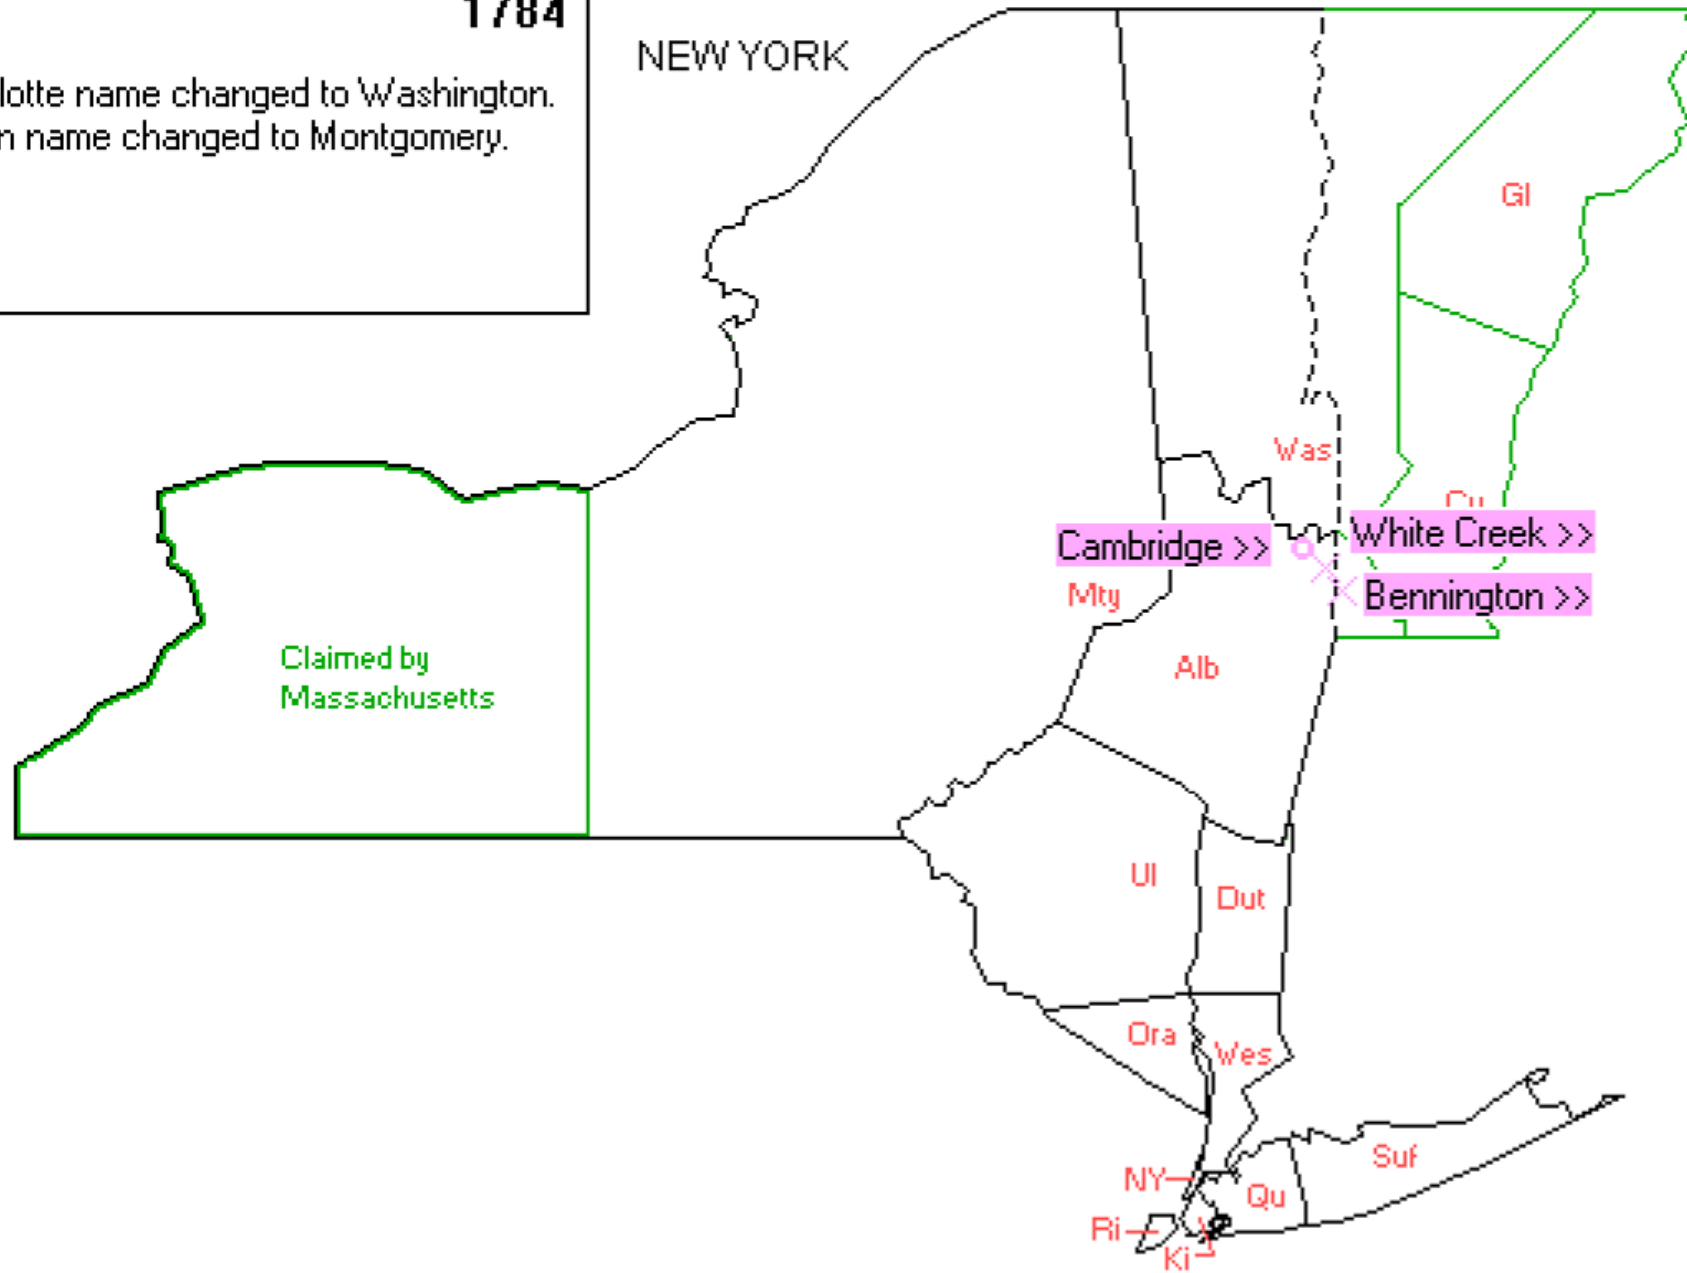 1784
lotte name changed to Washington.
n name changed to Montgomery.
NEW YORK
Gl
Was
Cu
White Creek >>
Cambridge >>
Bennington >>
Mty
Alb
Claimed by
Massachusetts
Ul
Dut
Ora
Wes
Suf
NY
Qu
Ri
Ki